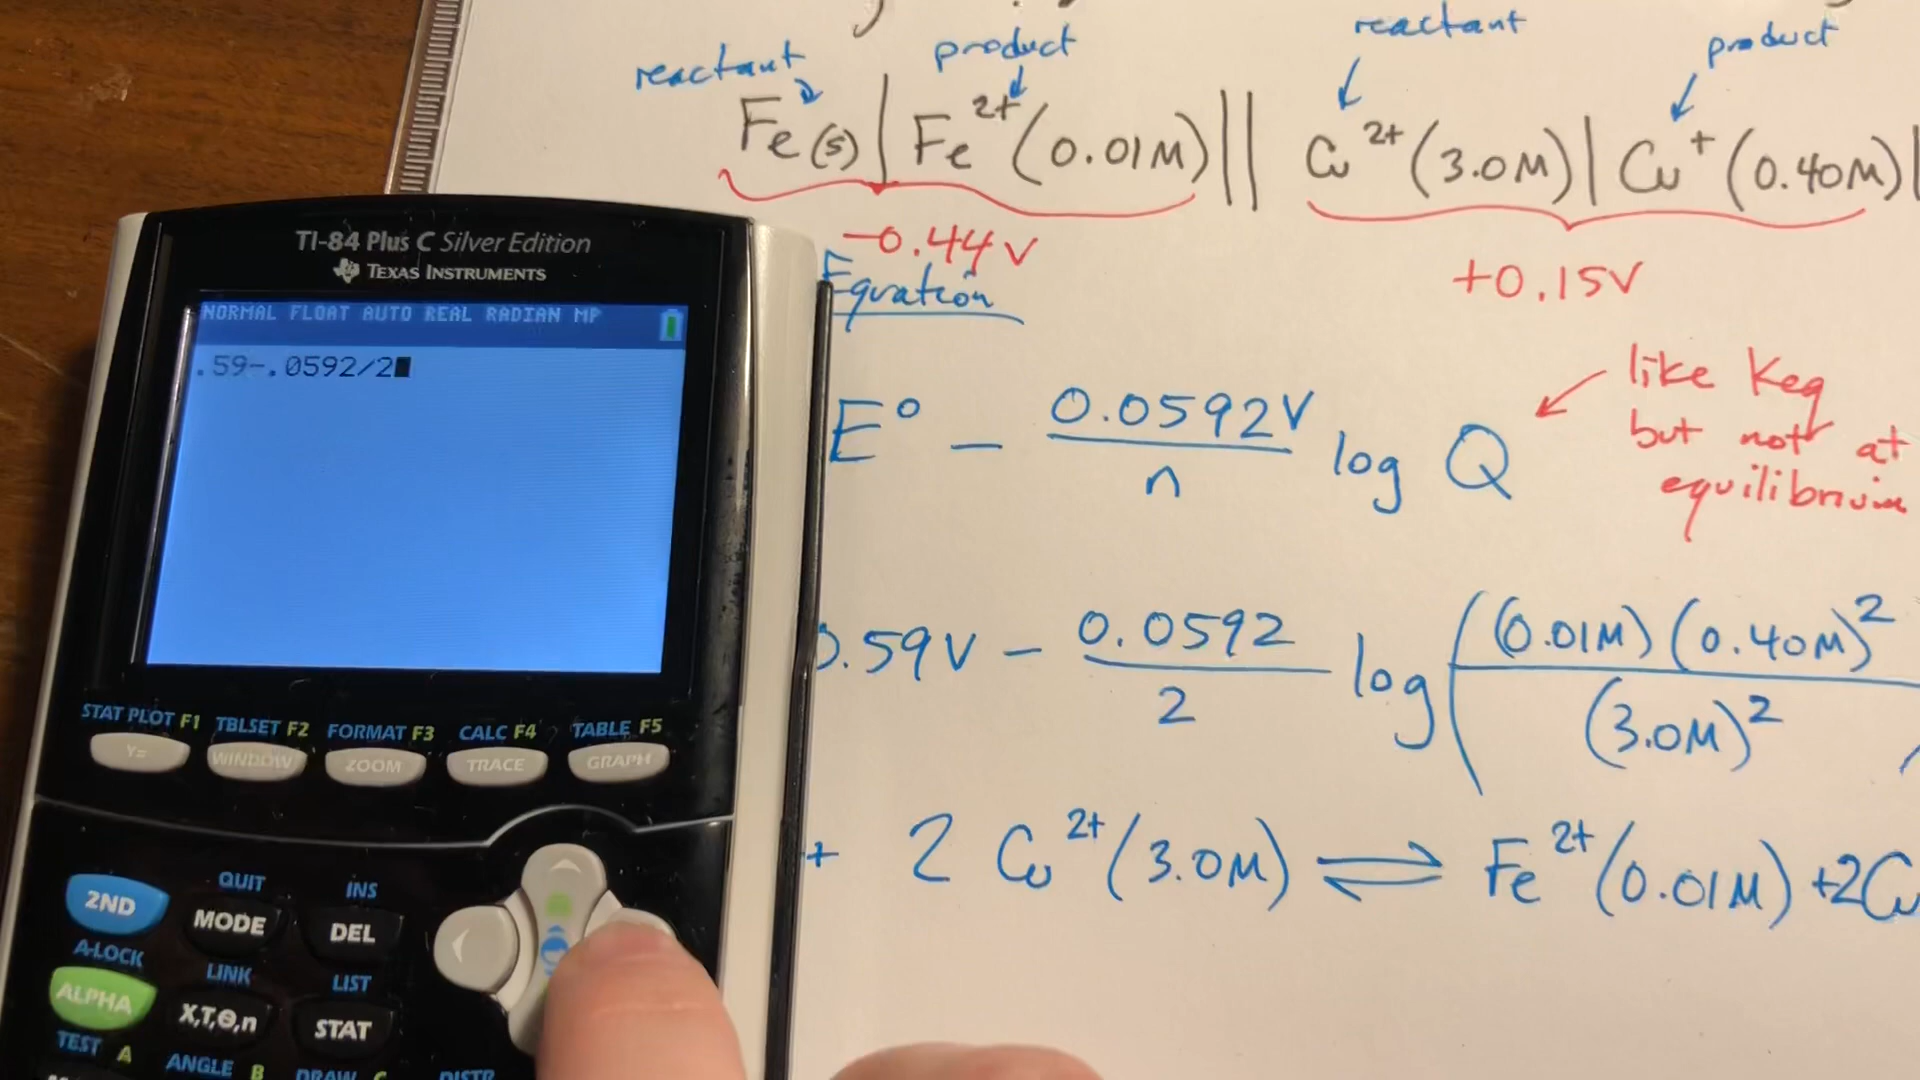 reactant
product
reactant
product
Fe(s) | Fe²⁺ (0.01M) || Cu²⁺ (3.0M) | Cu⁺ (0.40M) |
-0.44 V
+0.15V
Equation
E° - 0.0592V / n log Q
like Keq
but not at
equilibrium
0.59V - 0.0592 / 2 log ( (0.01M) (0.40M)² / (3.0M)²
+ 2 Cu²⁺ (3.0M) ⇌ Fe²⁺ (0.01M) + 2Cu
TI-84 Plus C Silver Edition
TEXAS INSTRUMENTS
NORMAL FLOAT AUTO REAL RADIAN MP
.59-.0592/2
STAT PLOT F1 TBLSET F2 FORMAT F3 CALC F4 TABLE F5
Y= WINDOW ZOOM TRACE GRAPH
QUIT INS
2ND MODE DEL
A-LOCK LINK LIST
ALPHA X,T,Θ,n STAT
TEST A ANGLE B DRAW C DISTR